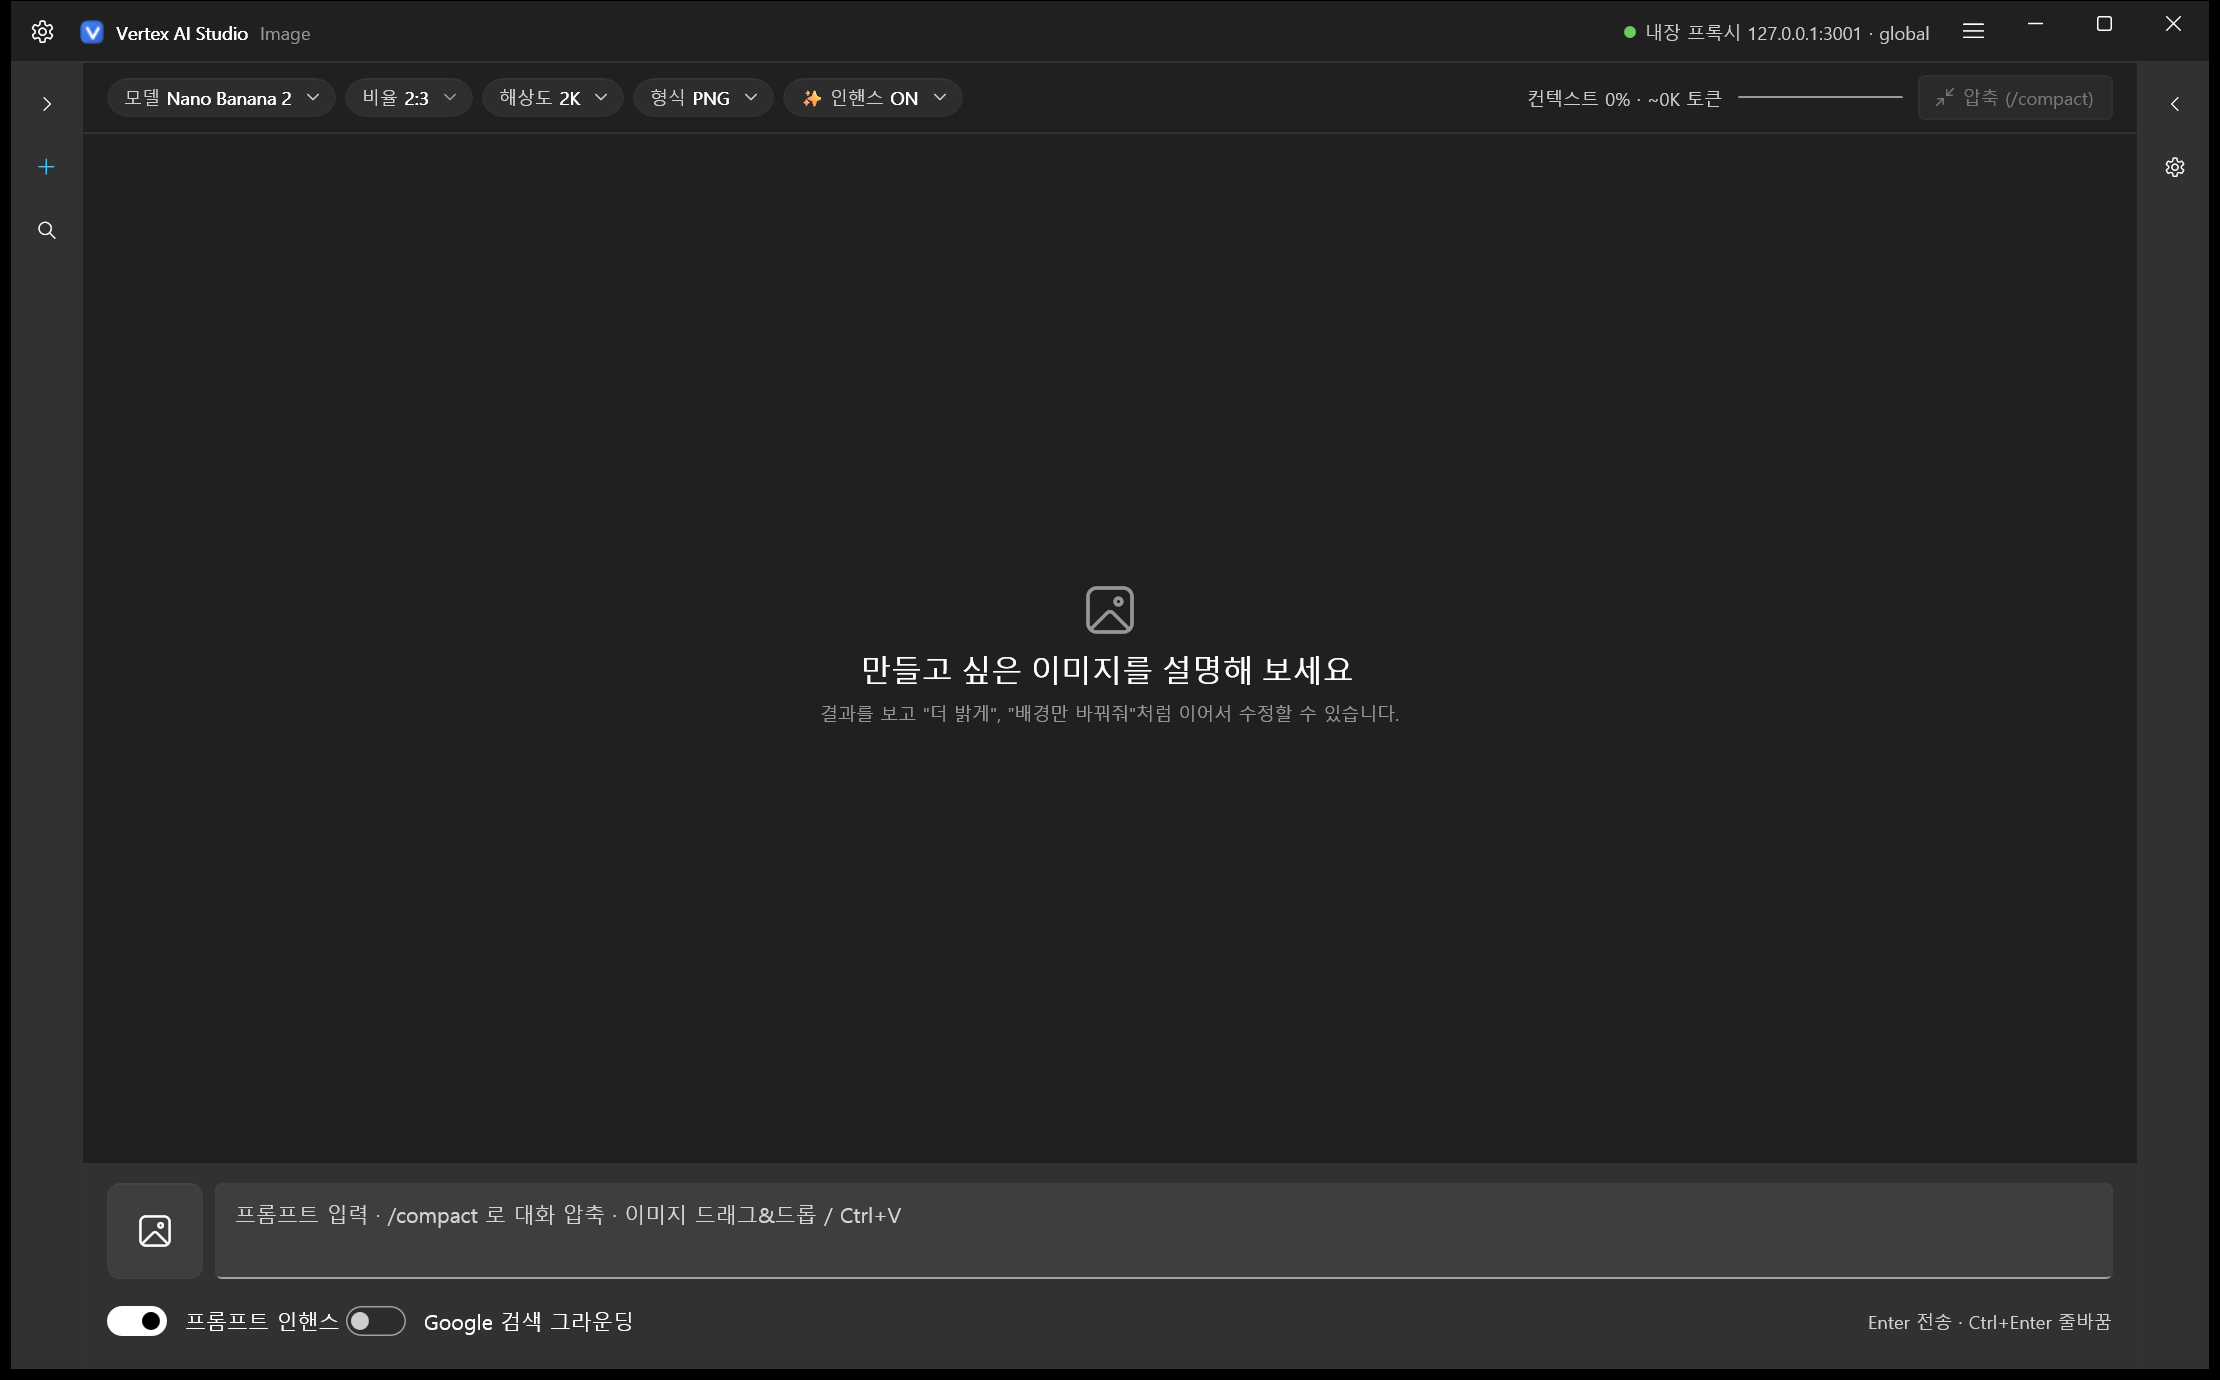 Vertex AI Studio Image
내장 프록시 127.0.0.1:3001 · global
모델 Nano Banana 2
비율 2:3
해상도 2K
형식 PNG
✨ 인핸스 ON
컨텍스트 0% · ~0K 토큰
압축 (/compact)
만들고 싶은 이미지를 설명해 보세요
결과를 보고 "더 밝게", "배경만 바꿔줘"처럼 이어서 수정할 수 있습니다.
프롬프트 입력 · /compact 로 대화 압축 · 이미지 드래그&드롭 / Ctrl+V
프롬프트 인핸스
Google 검색 그라운딩
Enter 전송 · Ctrl+Enter 줄바꿈